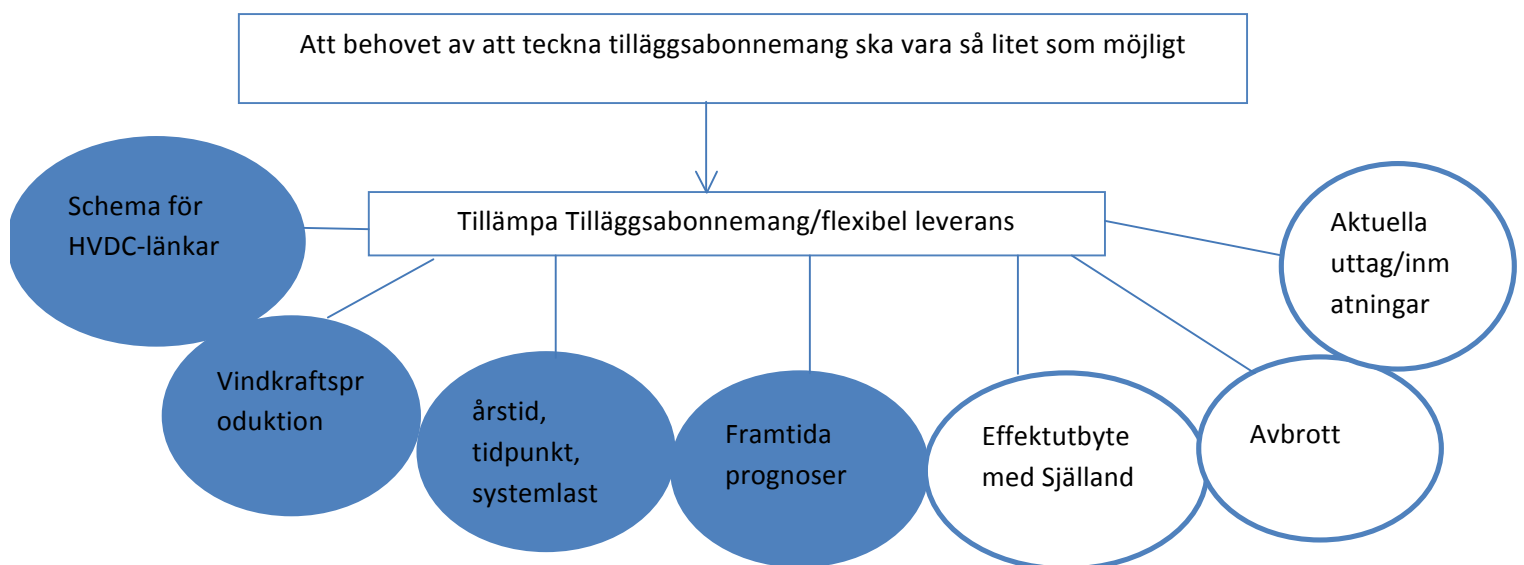 Att behovet av att teckna tilläggsabonnemang ska vara så litet som möjligt
Tillämpa Tilläggsabonnemang/flexibel leverans
Schema för
HVDC-länkar
Vindkraftspr
oduktion
årstid,
tidpunkt,
systemlast
Framtida
prognoser
Effektutbyte
med Själland
Avbrott
Aktuella
uttag/inm
atningar